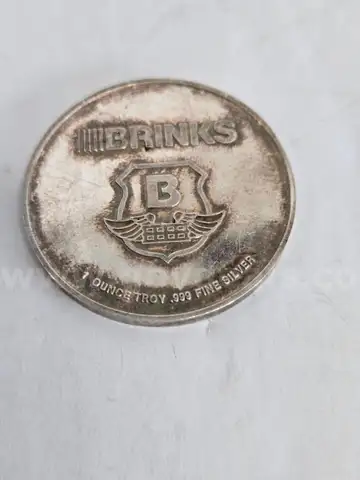 BRINKS
B
1 OUNCE TROY .999 FINE SILVER